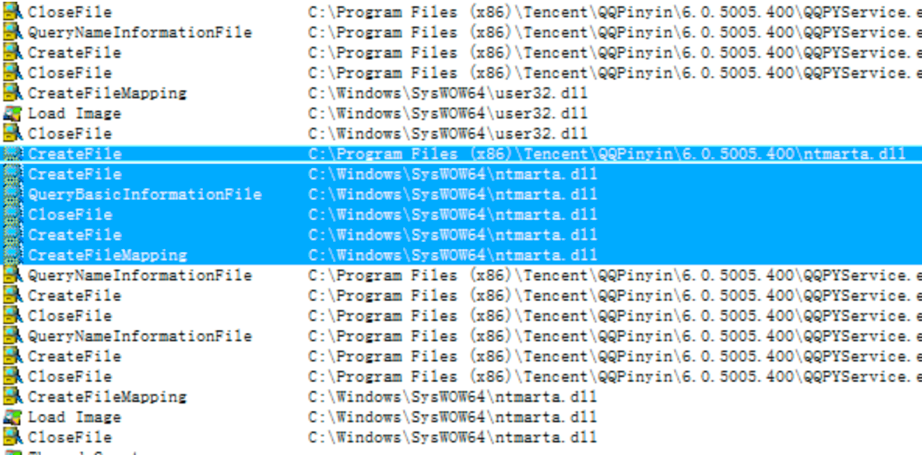 CloseFile C:\Program Files (x86)\Tencent\QQPinyin\6.0.5005.400\QQPYService.e
QueryNameInformationFile C:\Program Files (x86)\Tencent\QQPinyin\6.0.5005.400\QQPYService.e
CreateFile C:\Program Files (x86)\Tencent\QQPinyin\6.0.5005.400\QQPYService.e
CloseFile C:\Program Files (x86)\Tencent\QQPinyin\6.0.5005.400\QQPYService.e
CreateFileMapping C:\Windows\SysWOW64\user32.dll
Load Image C:\Windows\SysWOW64\user32.dll
CloseFile C:\Windows\SysWOW64\user32.dll
CreateFile C:\Program Files (x86)\Tencent\QQPinyin\6.0.5005.400\ntmarta.dll
CreateFile C:\Windows\SysWOW64\ntmarta.dll
QueryBasicInformationFile C:\Windows\SysWOW64\ntmarta.dll
CloseFile C:\Windows\SysWOW64\ntmarta.dll
CreateFile C:\Windows\SysWOW64\ntmarta.dll
CreateFileMapping C:\Windows\SysWOW64\ntmarta.dll
QueryNameInformationFile C:\Program Files (x86)\Tencent\QQPinyin\6.0.5005.400\QQPYService.e
CreateFile C:\Program Files (x86)\Tencent\QQPinyin\6.0.5005.400\QQPYService.e
CloseFile C:\Program Files (x86)\Tencent\QQPinyin\6.0.5005.400\QQPYService.e
QueryNameInformationFile C:\Program Files (x86)\Tencent\QQPinyin\6.0.5005.400\QQPYService.e
CreateFile C:\Program Files (x86)\Tencent\QQPinyin\6.0.5005.400\QQPYService.e
CloseFile C:\Program Files (x86)\Tencent\QQPinyin\6.0.5005.400\QQPYService.e
CreateFileMapping C:\Windows\SysWOW64\ntmarta.dll
Load Image C:\Windows\SysWOW64\ntmarta.dll
CloseFile C:\Windows\SysWOW64\ntmarta.dll